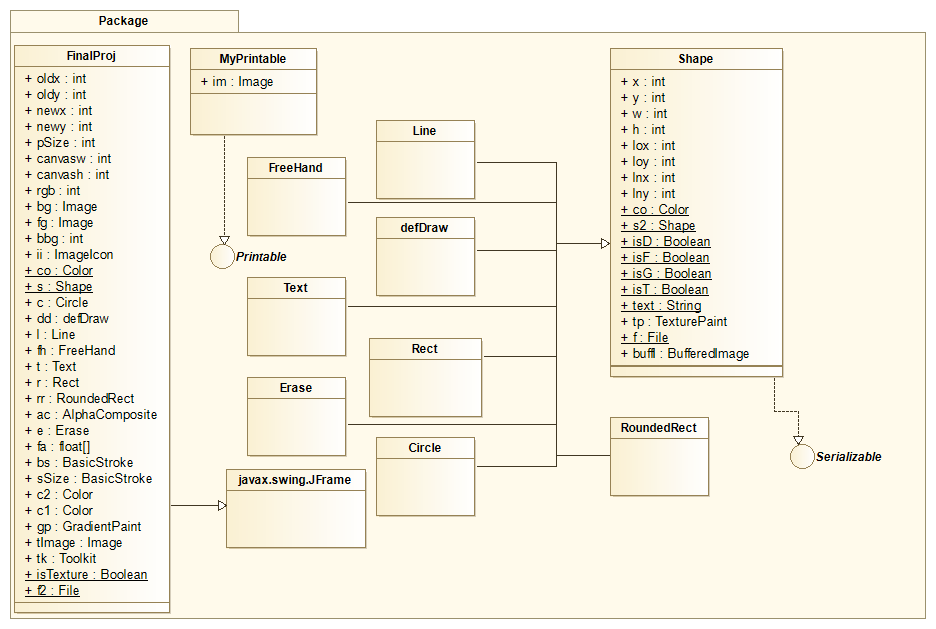 Package
FinalProj
+ oldx : int
+ oldy : int
+ newx : int
+ newy : int
+ pSize : int
+ canvasw : int
+ canvash : int
+ rgb : int
+ bg : Image
+ fg : Image
+ bbg : int
+ ii : ImageIcon
+ co : Color
+ s : Shape
+ c : Circle
+ dd : defDraw
+ l : Line
+ fh : FreeHand
+ t : Text
+ r : Rect
+ rr : RoundedRect
+ ac : AlphaComposite
+ e : Erase
+ fa : float[]
+ bs : BasicStroke
+ sSize : BasicStroke
+ c2 : Color
+ c1 : Color
+ gp : GradientPaint
+ tImage : Image
+ tk : Toolkit
+ isTexture : Boolean
+ f2 : File
MyPrintable
+ im : Image
Printable
FreeHand
Text
Erase
javax.swing.JFrame
Line
defDraw
Rect
Circle
Shape
+ x : int
+ y : int
+ w : int
+ h : int
+ lox : int
+ loy : int
+ lnx : int
+ lny : int
+ co : Color
+ s2 : Shape
+ isD : Boolean
+ isF : Boolean
+ isG : Boolean
+ isT : Boolean
+ text : String
+ tp : TexturePaint
+ f : File
+ buffI : BufferedImage
RoundedRect
Serializable